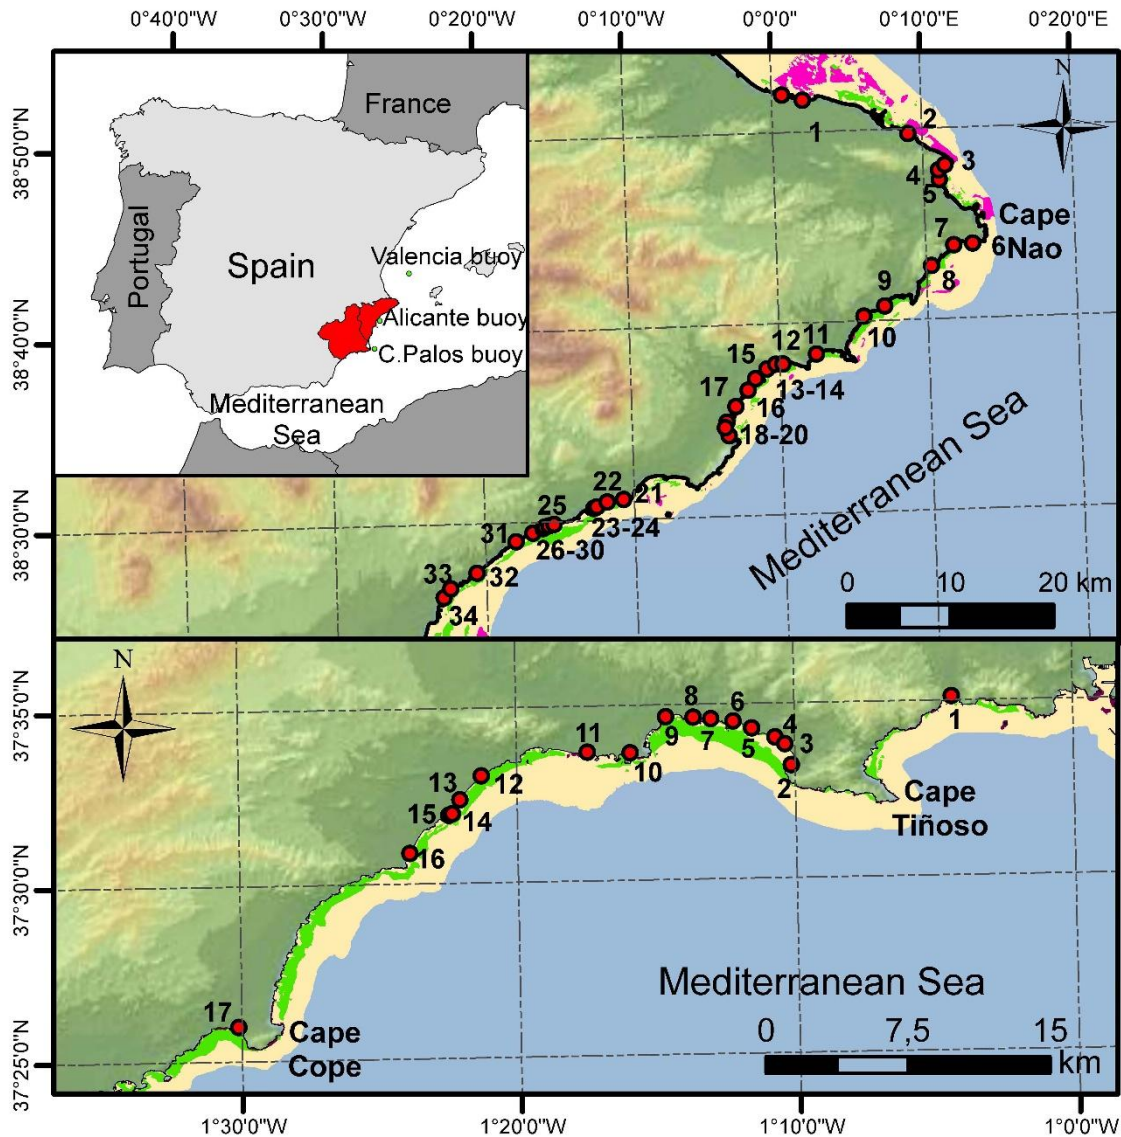 0°40'0"W 0°30'0"W 0°20'0"W 0°10'0"W 0°0'0" 0°10'0"W 0°20'0"W
38°50'0"N
38°40'0"N
38°30'0"N
France
Portugal
Spain
Valencia buoy
Alicante buoy
C.Palos buoy
Mediterranean
Sea
N
1
2
3
4
5
Cape
Nao
6
7
8
9
10
11
12
13-14
15
16
17
18-20
21
22
23-24
25
26-30
31
32
33
34
Mediterranean Sea
0 10 20 km
N
37°35'0"N
37°30'0"N
37°25'0"N
1
2
3
4
5
6
7
8
9
10
11
12
13
14
15
16
17
Cape
Tiñoso
Cape
Cope
Mediterranean Sea
0 7,5 15
km
1°30'0"W 1°20'0"W 1°10'0"W 1°0'0"W